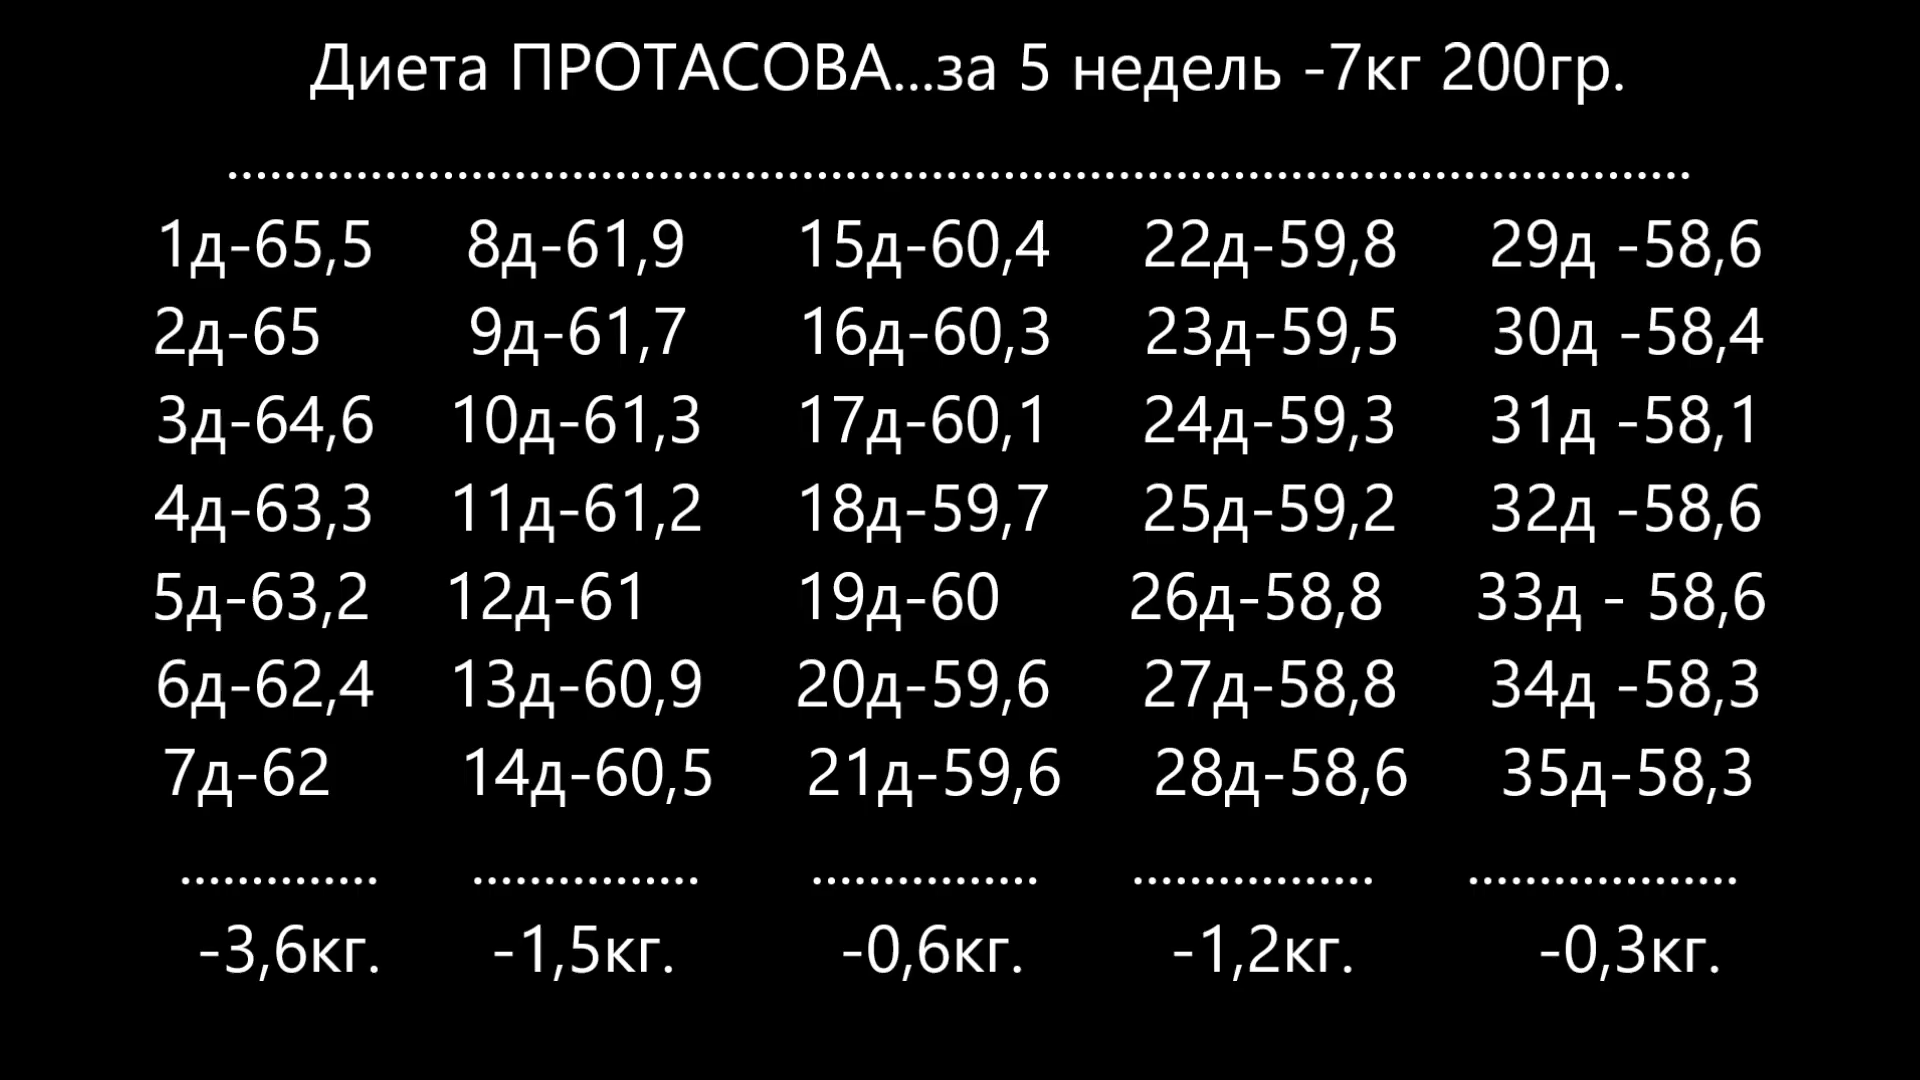 Диета ПРОТАСОВА...за 5 недель -7кг 200гр.
1д-65,5 8д-61,9 15д-60,4 22д-59,8 29д -58,6
2д-65 9д-61,7 16д-60,3 23д-59,5 30д -58,4
3д-64,6 10д-61,3 17д-60,1 24д-59,3 31д -58,1
4д-63,3 11д-61,2 18д-59,7 25д-59,2 32д -58,6
5д-63,2 12д-61 19д-60 26д-58,8 33д - 58,6
6д-62,4 13д-60,9 20д-59,6 27д-58,8 34д -58,3
7д-62 14д-60,5 21д-59,6 28д-58,6 35д-58,3
-3,6кг. -1,5кг. -0,6кг. -1,2кг. -0,3кг.